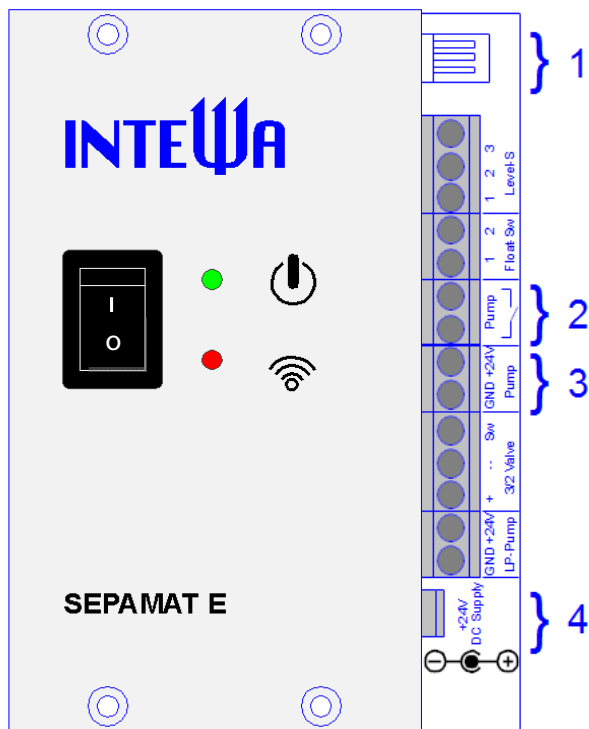 INTEWA
I
O
SEPAMAT E
1
1 2 3
Level-S
1 2
Float-Sw
Pump
2
GND +24V
Pump
3
+ -- Sw
3/2 Valve
GND +24V
LP-Pump
+24V
DC Supply
4